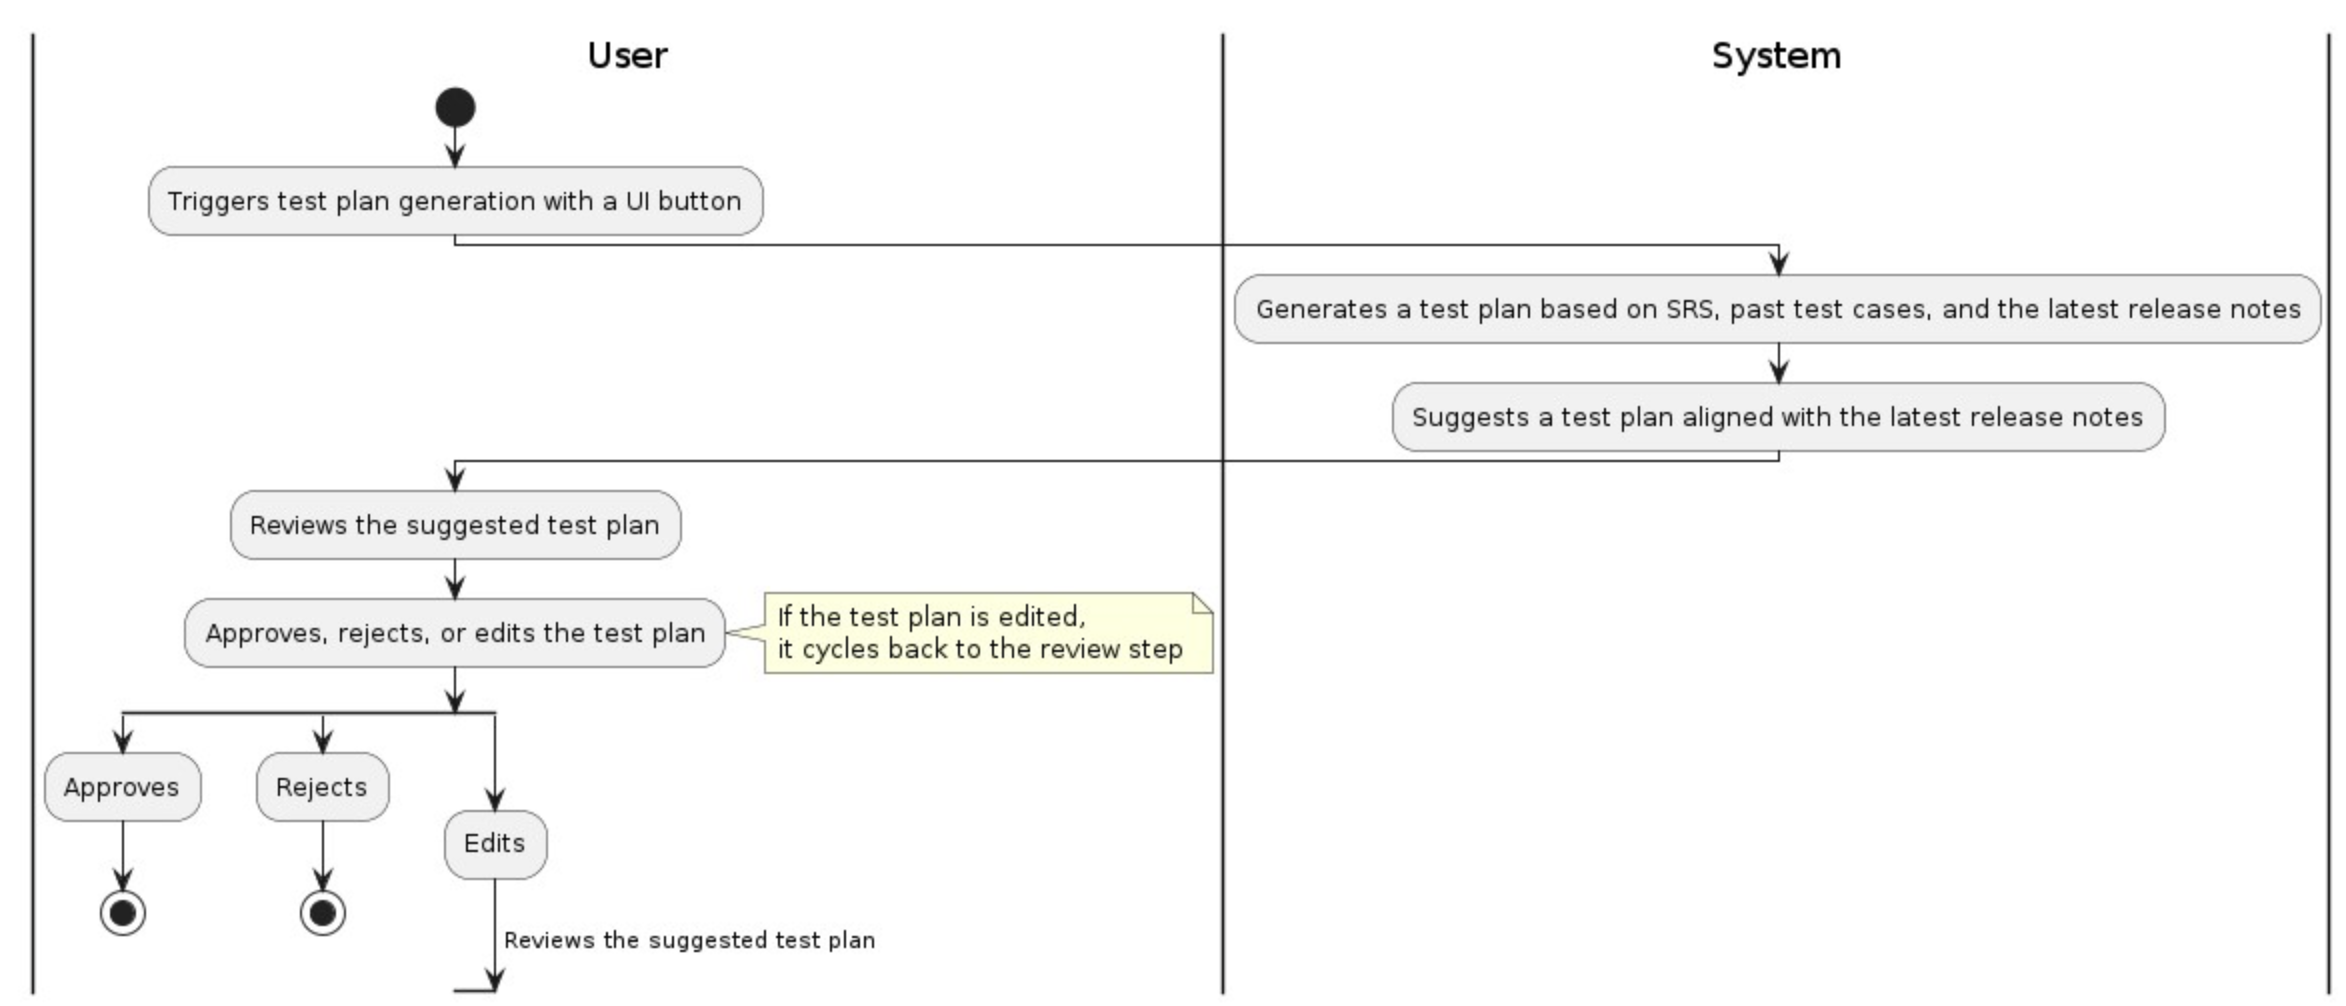 User
System
Triggers test plan generation with a UI button
Generates a test plan based on SRS, past test cases, and the latest release notes
Suggests a test plan aligned with the latest release notes
Reviews the suggested test plan
Approves, rejects, or edits the test plan
If the test plan is edited,
it cycles back to the review step
Approves
Rejects
Edits
Reviews the suggested test plan